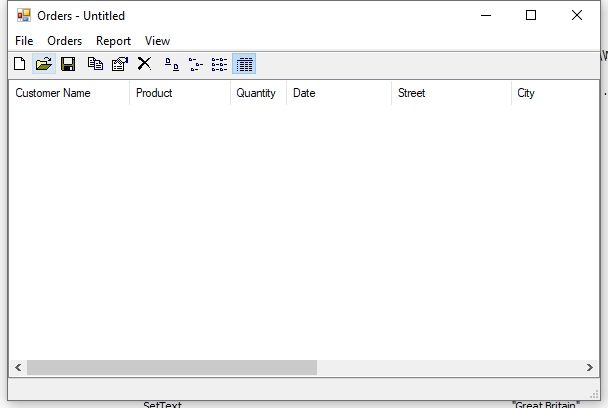 Orders - Untitled
File Orders Report View
Customer Name Product Quantity Date Street City
SetText "Great Britain"